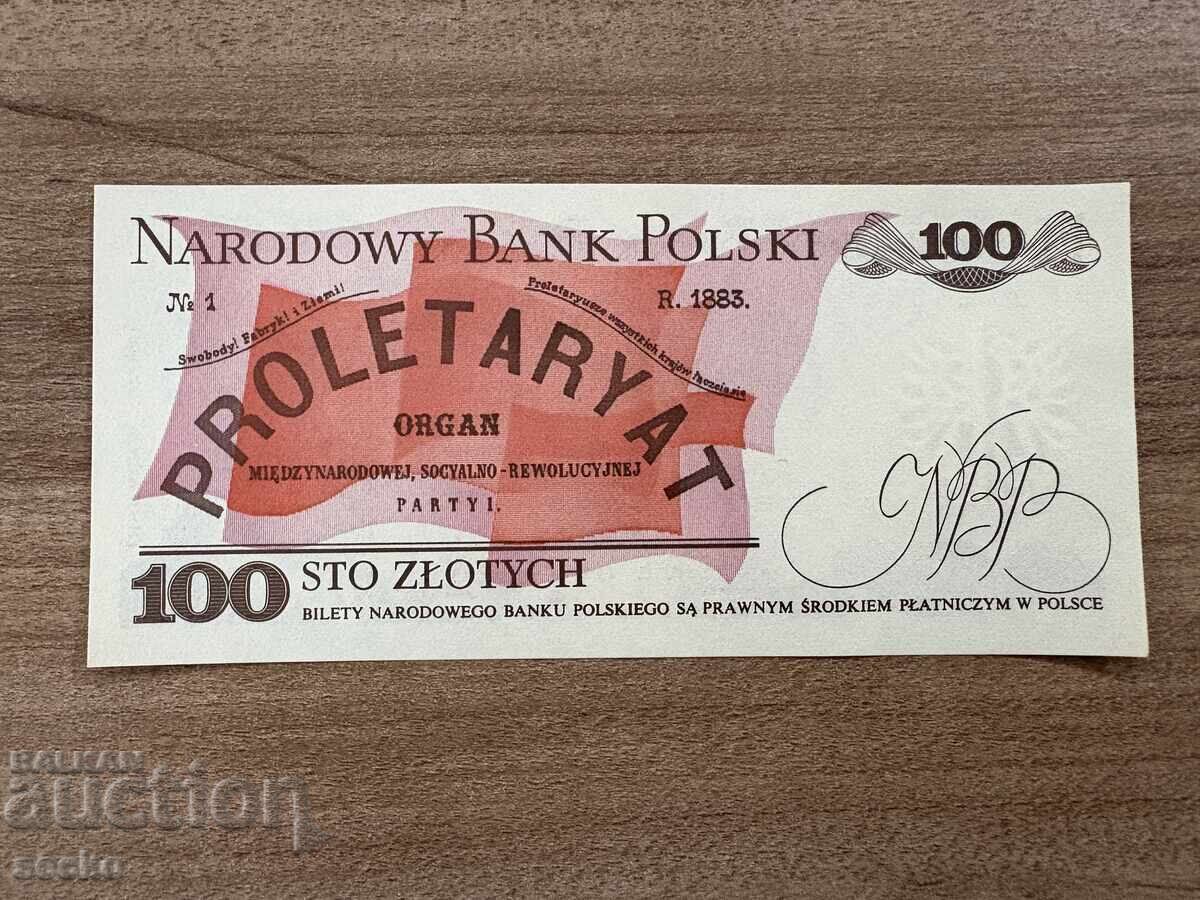 NARODOWY BANK POLSKI
100
№ 1
R. 1883.
Swobody! Fabryk! i Ziemi!
Proletaryusze wszystkich krajów łączcie się
PROLETARYAT
ORGAN
MIĘDZYNARODOWEJ, SOCYALNO-REWOLUCYJNEJ
PARTYI.
NBP
100 STO ZŁOTYCH
BILETY NARODOWEGO BANKU POLSKIEGO SĄ PRAWNYM ŚRODKIEM PŁATNICZYM W POLSCE
BALKAN
auction
secko